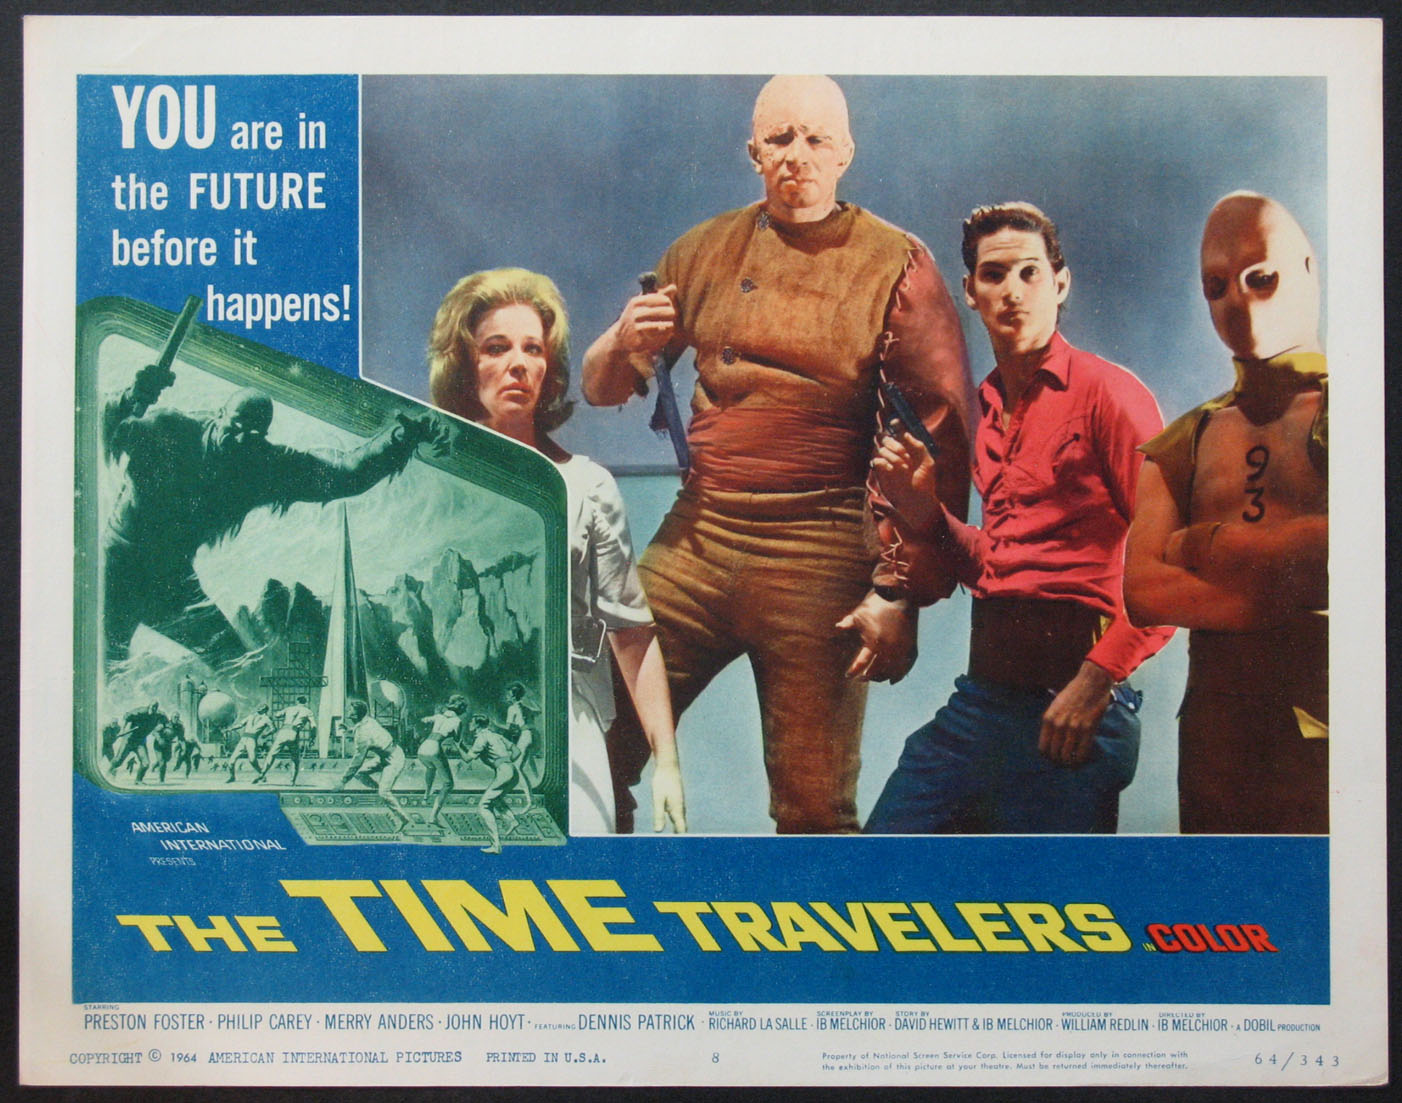 YOU are in
the FUTURE
before it
happens!
9
3
AMERICAN
INTERNATIONAL
PRESENTS
THE TIME TRAVELERS IN COLOR
STARRING
PRESTON FOSTER · PHILIP CAREY · MERRY ANDERS · JOHN HOYT · FEATURING DENNIS PATRICK · MUSIC BY RICHARD LA SALLE · SCREENPLAY BY IB MELCHIOR · STORY BY DAVID HEWITT & IB MELCHIOR · PRODUCED BY WILLIAM REDLIN · DIRECTED BY IB MELCHIOR · A DOBIL PRODUCTION
COPYRIGHT © 1964 AMERICAN INTERNATIONAL PICTURES PRINTED IN U.S.A. 8
Property of National Screen Service Corp. Licensed for display only in connection with
the exhibition of this picture at your theatre. Must be returned immediately thereafter.
64/343